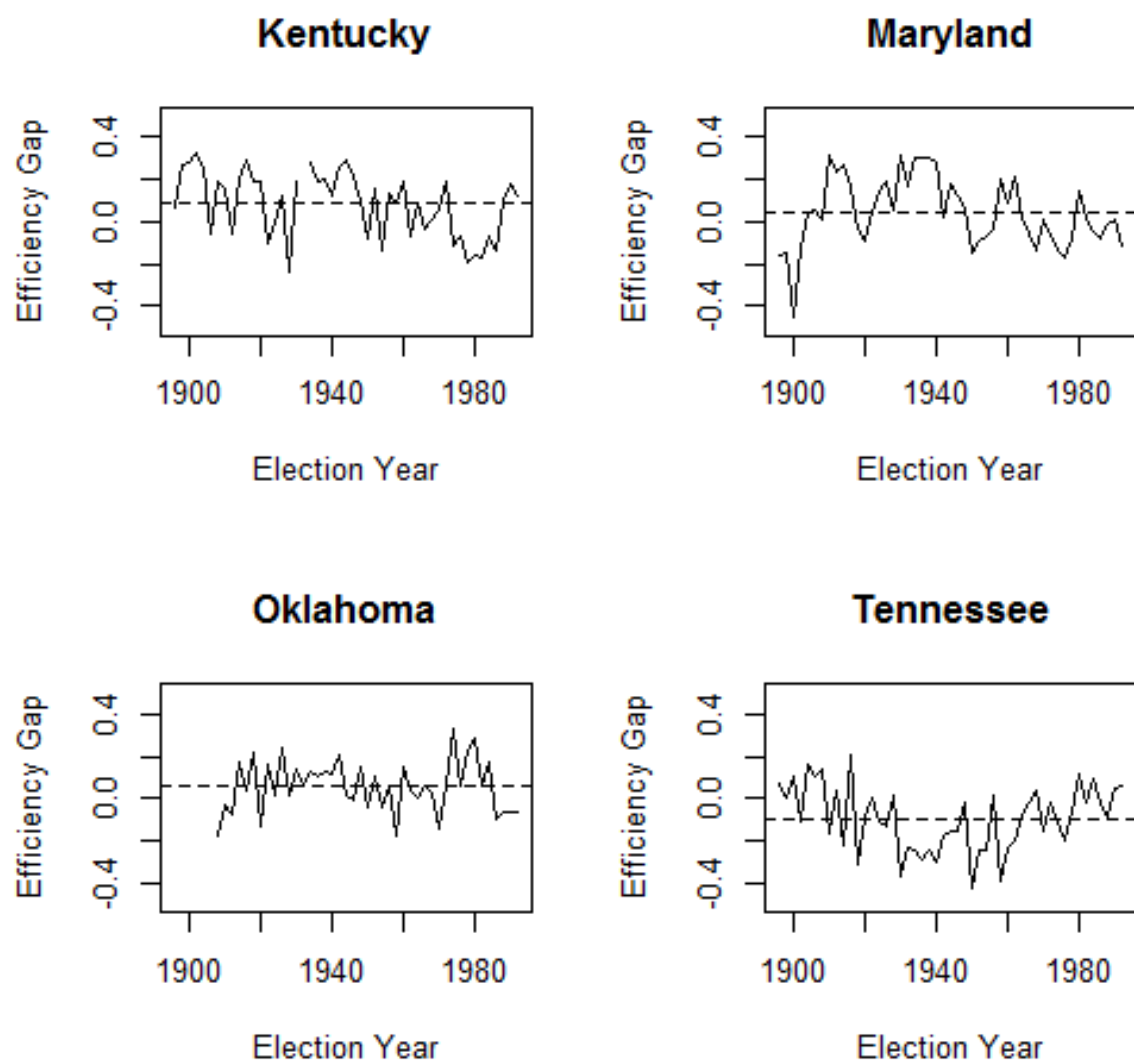 Kentucky
Efficiency Gap
0.4
0.0
-0.4
1900 1940 1980
Election Year
Maryland
Efficiency Gap
0.4
0.0
-0.4
1900 1940 1980
Election Year
Oklahoma
Efficiency Gap
0.4
0.0
-0.4
1900 1940 1980
Election Year
Tennessee
Efficiency Gap
0.4
0.0
-0.4
1900 1940 1980
Election Year